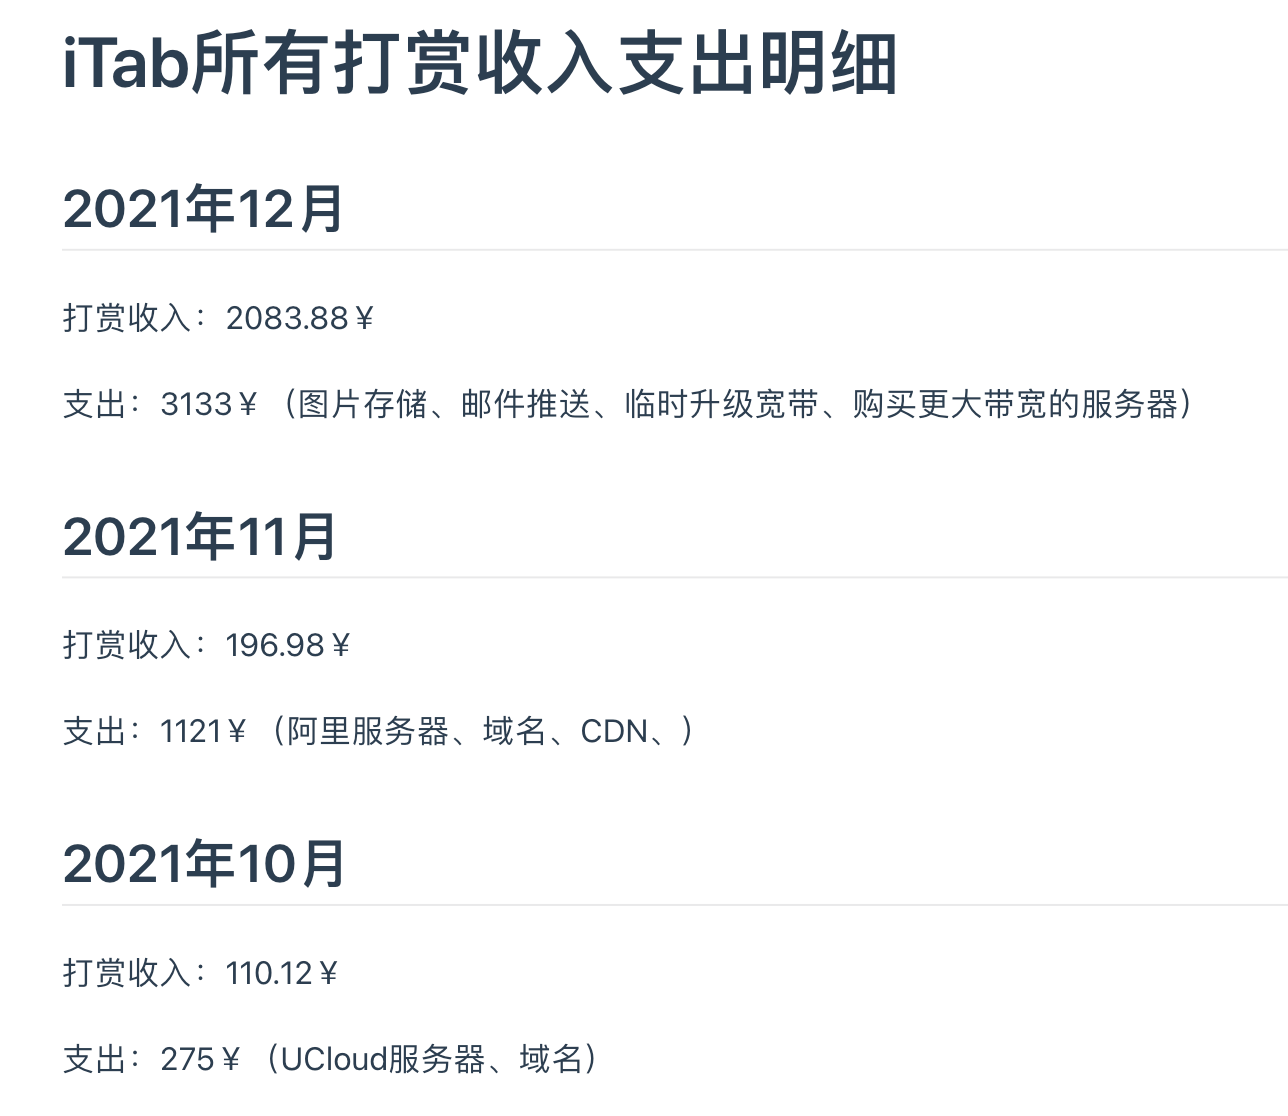 iTab所有打赏收入支出明细
2021年12月
打赏收入：2083.88￥
支出：3133￥（图片存储、邮件推送、临时升级宽带、购买更大带宽的服务器）
2021年11月
打赏收入：196.98￥
支出：1121￥（阿里服务器、域名、CDN、）
2021年10月
打赏收入：110.12￥
支出：275￥（UCloud服务器、域名）